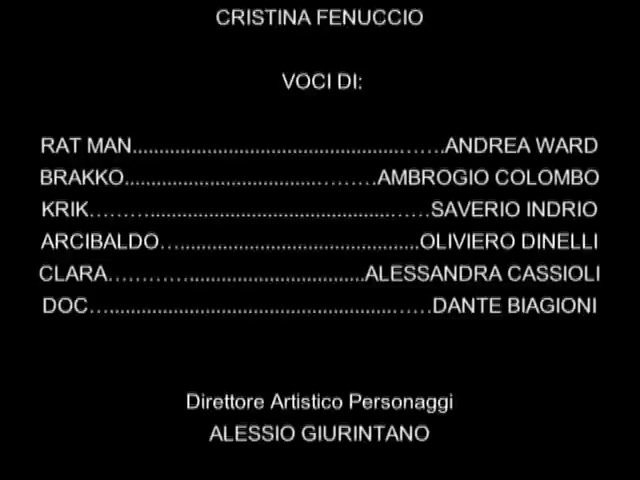 CRISTINA FENUCCIO
VOCI DI:
RAT MAN.........................................................ANDREA WARD
BRAKKO...............................................AMBROGIO COLOMBO
KRIK...............................................................SAVERIO INDRIO
ARCIBALDO................................................OLIVIERO DINELLI
CLARA................................................ALESSANDRA CASSIOLI
DOC..............................................................DANTE BIAGIONI
Direttore Artistico Personaggi
ALESSIO GIURINTANO